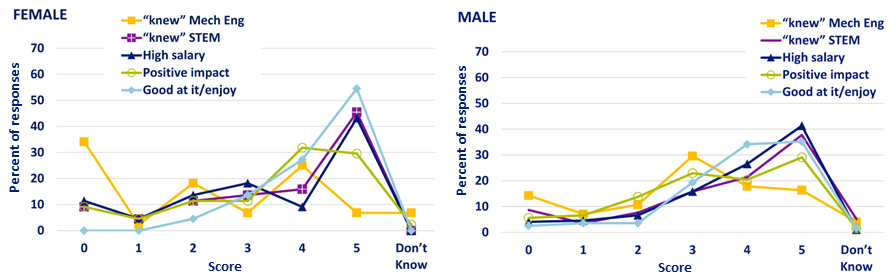 FEMALE
"knew" Mech Eng
"knew" STEM
High salary
Positive impact
Good at it/enjoy
Percent of responses
70
60
50
40
30
20
10
0
0 1 2 3 4 5 Don't
Know
Score
MALE
"knew" Mech Eng
"knew" STEM
High salary
Positive impact
Good at it/enjoy
Percent of responses
70
60
50
40
30
20
10
0
0 1 2 3 4 5 Don't
Know
Score